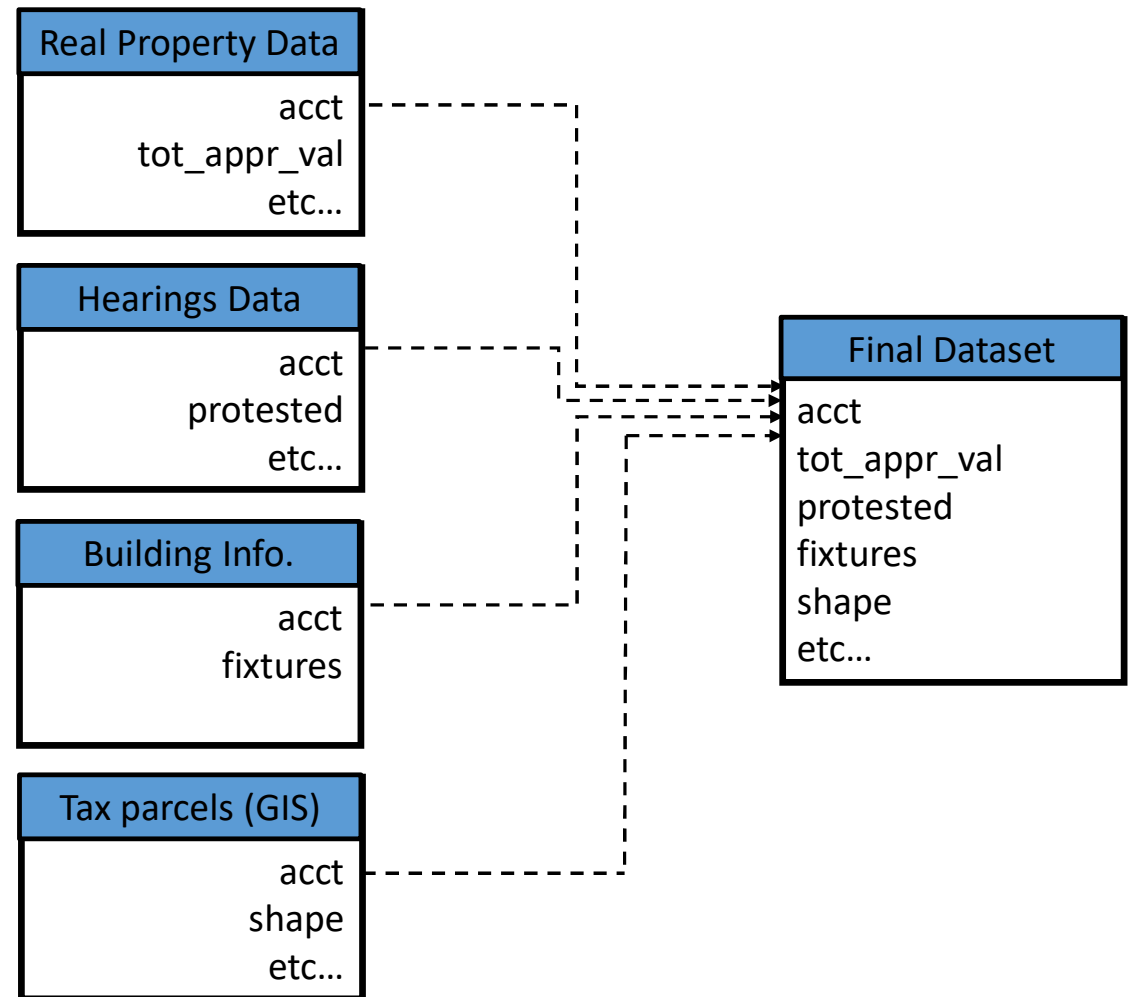 Real Property Data
acct
tot_appr_val
etc…
Hearings Data
acct
protested
etc…
Building Info.
acct
fixtures
Tax parcels (GIS)
acct
shape
etc…
Final Dataset
acct
tot_appr_val
protested
fixtures
shape
etc…